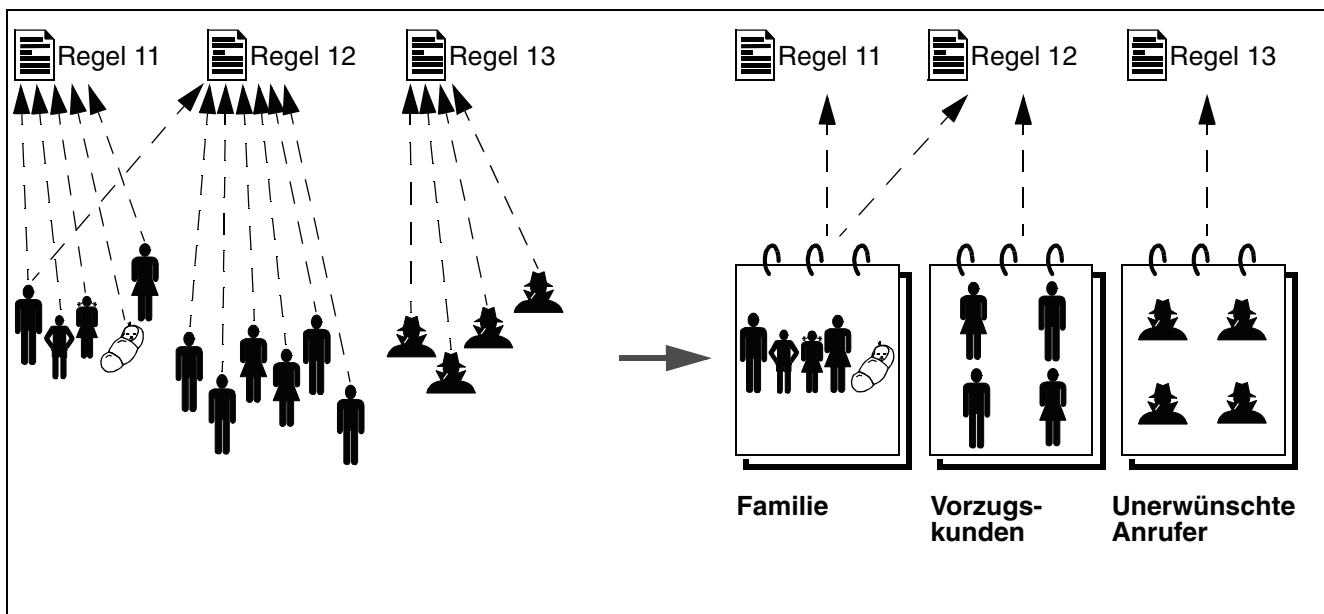 Regel 11
Regel 12
Regel 13
Regel 11
Regel 12
Regel 13
Familie
Vorzugs-
kunden
Unerwünschte
Anrufer